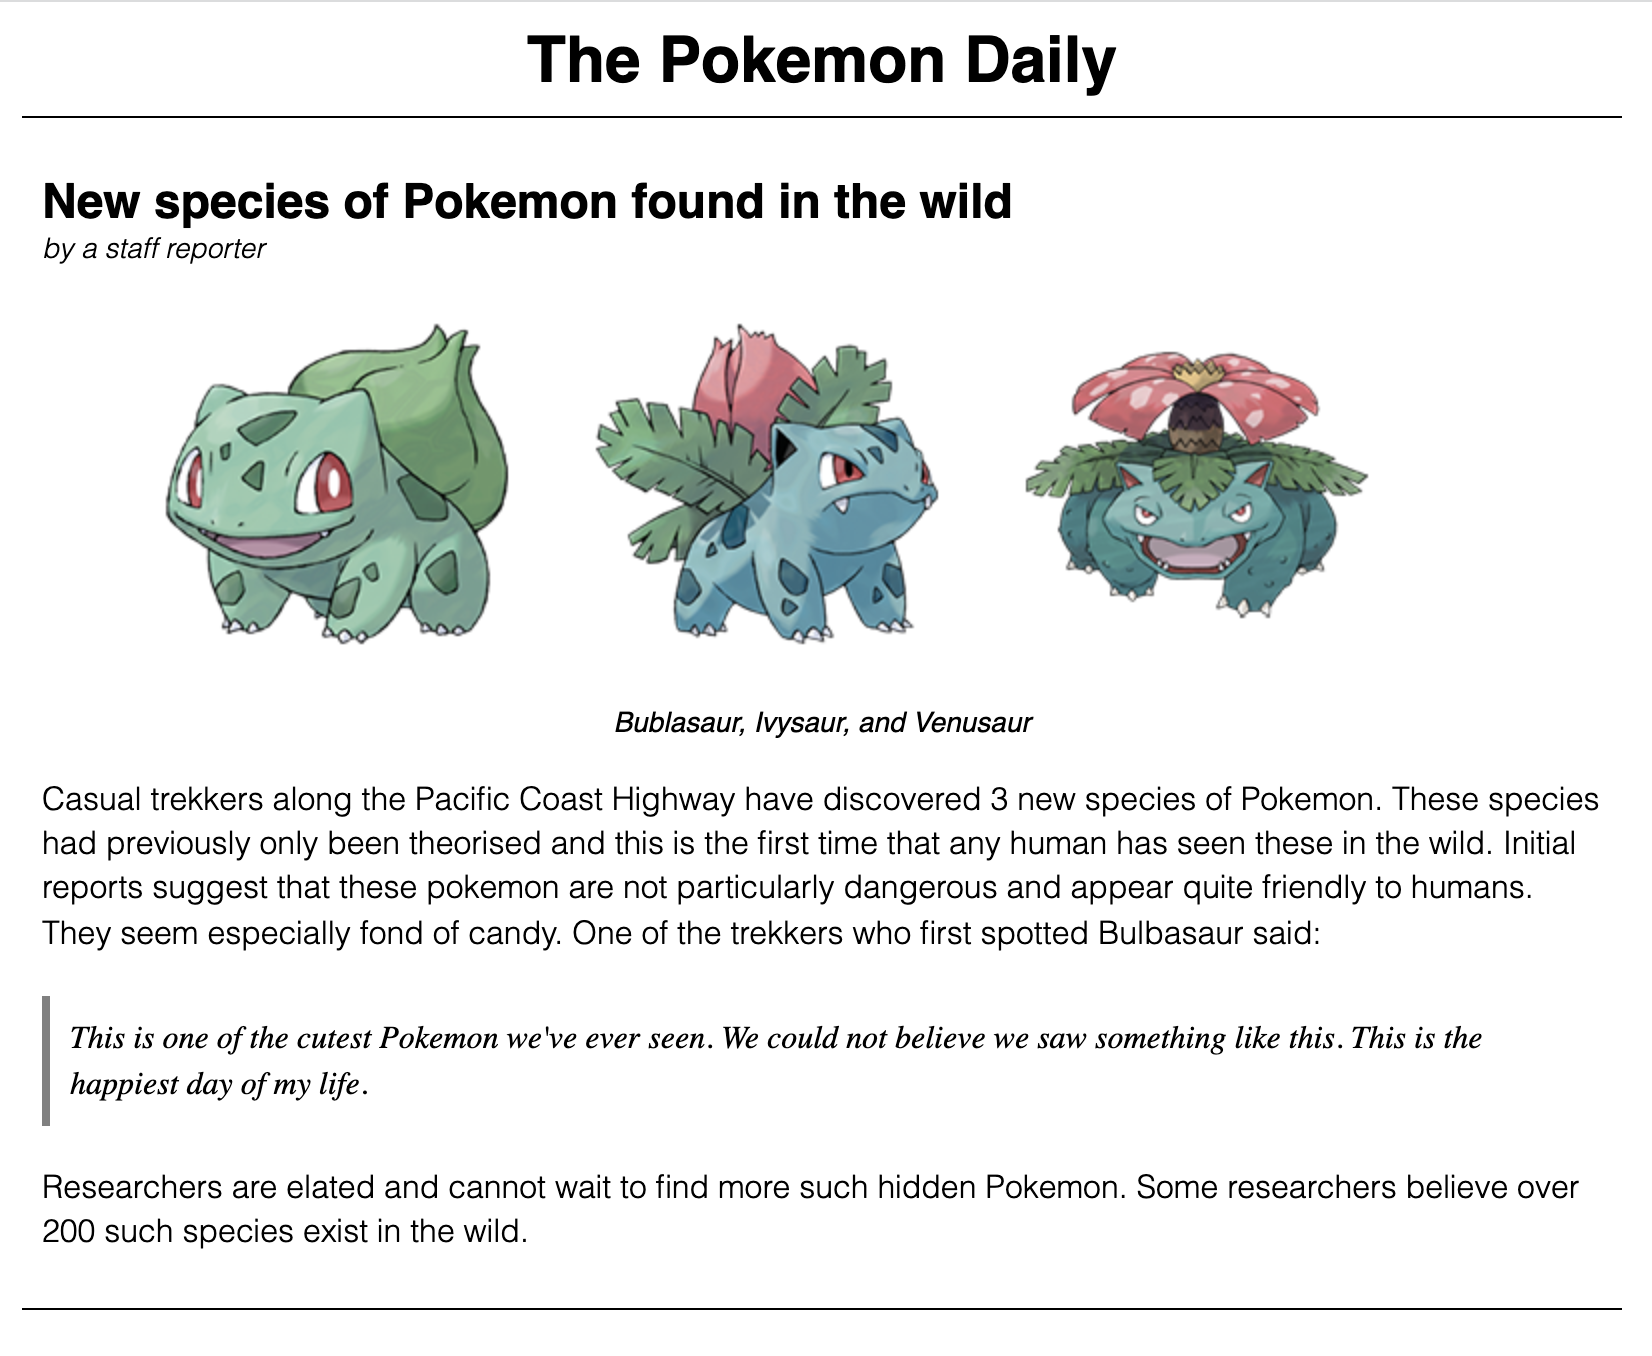 The Pokemon Daily
New species of Pokemon found in the wild
by a staff reporter
Bublasaur, Ivysaur, and Venusaur
Casual trekkers along the Pacific Coast Highway have discovered 3 new species of Pokemon. These species
had previously only been theorised and this is the first time that any human has seen these in the wild. Initial
reports suggest that these pokemon are not particularly dangerous and appear quite friendly to humans.
They seem especially fond of candy. One of the trekkers who first spotted Bulbasaur said:
This is one of the cutest Pokemon we've ever seen. We could not believe we saw something like this. This is the
happiest day of my life.
Researchers are elated and cannot wait to find more such hidden Pokemon. Some researchers believe over
200 such species exist in the wild.